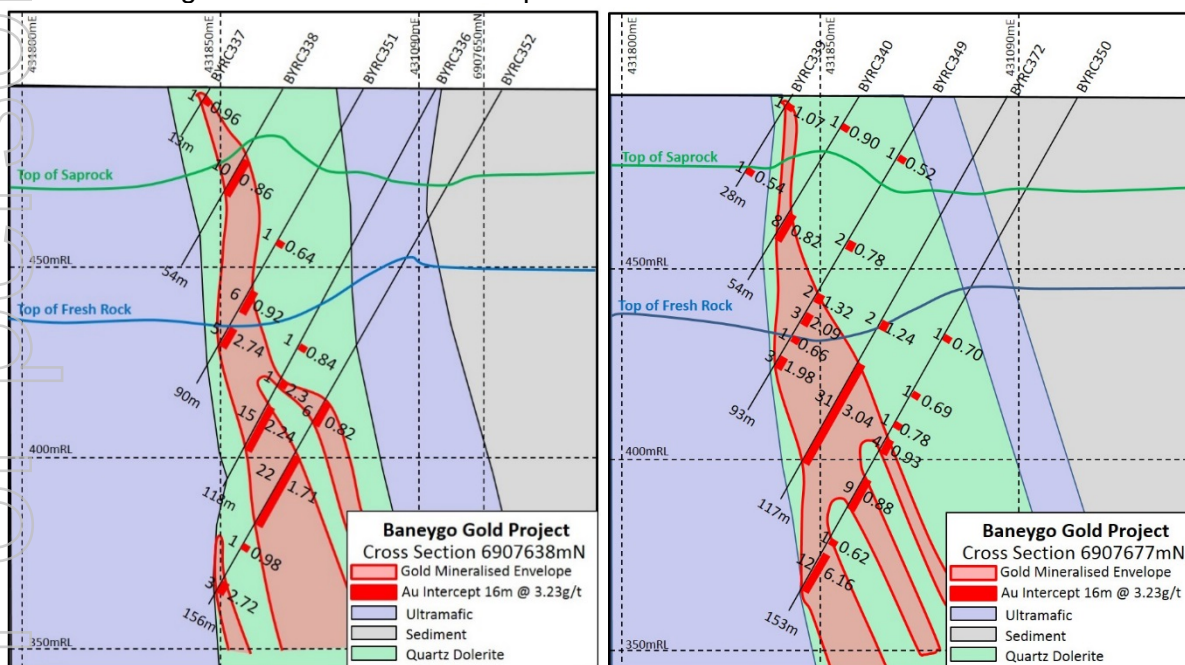 431800mE
431850mE
431090mE
6907650mN
BYRC337
BYRC338
BYRC351
BYRC336
BYRC352
1 0.96
13m
Top of Saprock
10 0.86
1 0.64
54m
450mRL
6 0.92
Top of Fresh Rock
5 2.74
1 0.84
90m
1 2.3
6 0.82
15 2.24
400mRL
22 1.71
118m
1 0.98
3 2.72
156m
350mRL
Baneygo Gold Project
Cross Section 6907638mN
Gold Mineralised Envelope
Au Intercept 16m @ 3.23g/t
Ultramafic
Sediment
Quartz Dolerite
431800mE
431850mE
431090mE
BYRC339
BYRC340
BYRC349
BYRC372
BYRC350
1 1.07
1 0.90
1 0.52
Top of Saprock
1 0.54
28m
8 0.82
2 0.78
450mRL
54m
2 1.32
Top of Fresh Rock
3 2.09
2 1.24
1 0.70
1 0.66
3 1.98
93m
31 3.04
1 0.69
1 0.78
4 0.93
400mRL
9 0.88
117m
0.62
12 6.16
153m
350mRL
Baneygo Gold Project
Cross Section 6907677mN
Gold Mineralised Envelope
Au Intercept 16m @ 3.23g/t
Ultramafic
Sediment
Quartz Dolerite